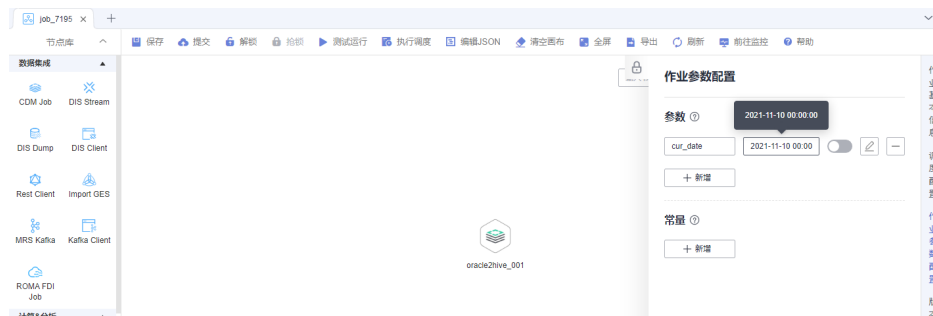 job_7195 × +
节点库
保存 提交 解锁 抢锁 测试运行 执行调度 编辑JSON 清空画布 全屏 导出 刷新 前往监控 帮助
数据集成
CDM Job DIS Stream
DIS Dump DIS Client
Rest Client Import GES
MRS Kafka Kafka Client
ROMA FDI
Job
oracle2hive_001
作业参数配置
参数
2021-11-10 00:00:00
cur_date 2021-11-10 00:00
+ 新增
常量
+ 新增